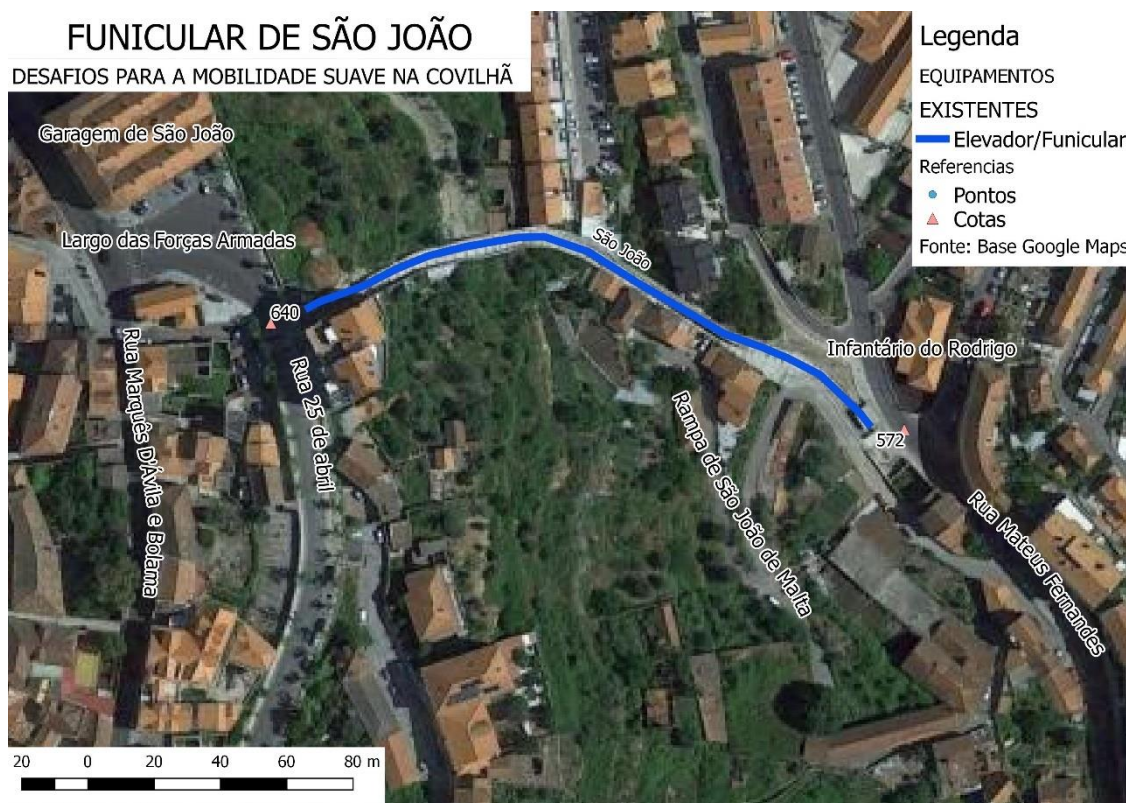 FUNICULAR DE SÃO JOÃO
DESAFIOS PARA A MOBILIDADE SUAVE NA COVILHÃ
Legenda
EQUIPAMENTOS
EXISTENTES
Elevador/Funicular
Referencias
Pontos
Cotas
Fonte: Base Google Maps
Garagem de São João
Largo das Forças Armadas
São João
640
Infantário do Rodrigo
572
Rua Marquês D'Ávila e Bolama
Rua 25 de abril
Rampa de são João de Malta
Rua Mateus Fernandes
20 0 20 40 60 80 m